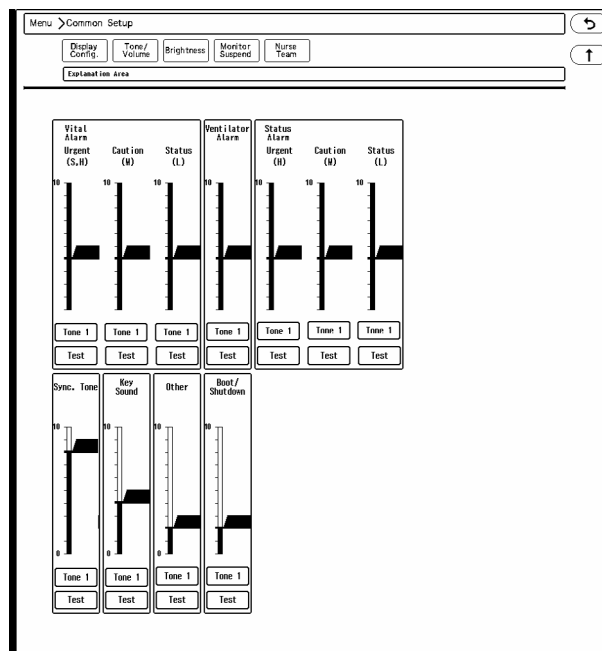 Menu >Common Setup
Display Config.
Tone/ Volume
Brightness
Monitor Suspend
Nurse Team
Explanation Area
Vital Alarm
Ventilator Alarm
Status Alarm
Urgent (S,H)
Caution (M)
Status (L)
Urgent (H)
Caution (M)
Status (L)
10 10 10 10 10 10 10
Tone 1 Tone 1 Tone 1 Tone 1 Tone 1 Tone 1 Tone 1
Test Test Test Test Test Test Test
Sync. Tone
Key Sound
Other
Boot/ Shutdown
10 10 10 10
0 0 0 0
Tone 1 Tone 1 Tone 1 Tone 1
Test Test Test Test